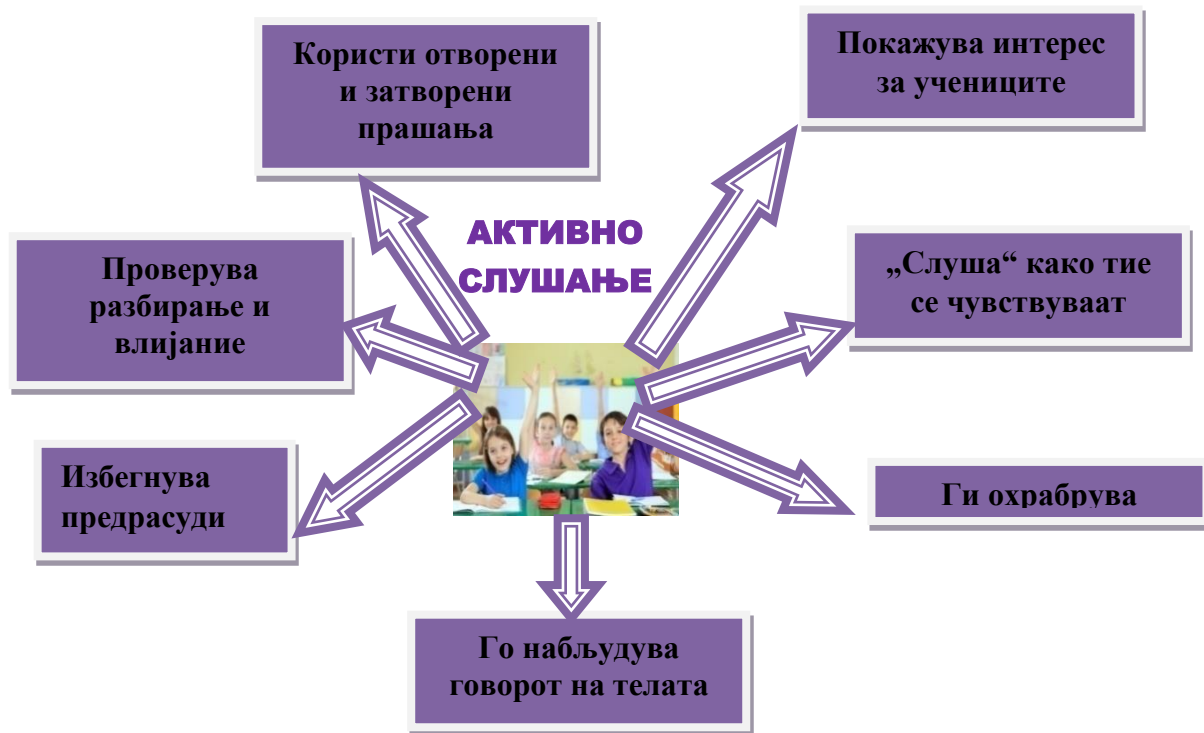 Користи отворени
и затворени
прашања
Покажува интерес
за учениците
АКТИВНО
СЛУШАЊЕ
Проверува
разбирање и
влијание
„Слуша“ како тие
се чувствуваат
Избегнува
предрасуди
Ги охрабрува
Го набљудува
говорот на телата